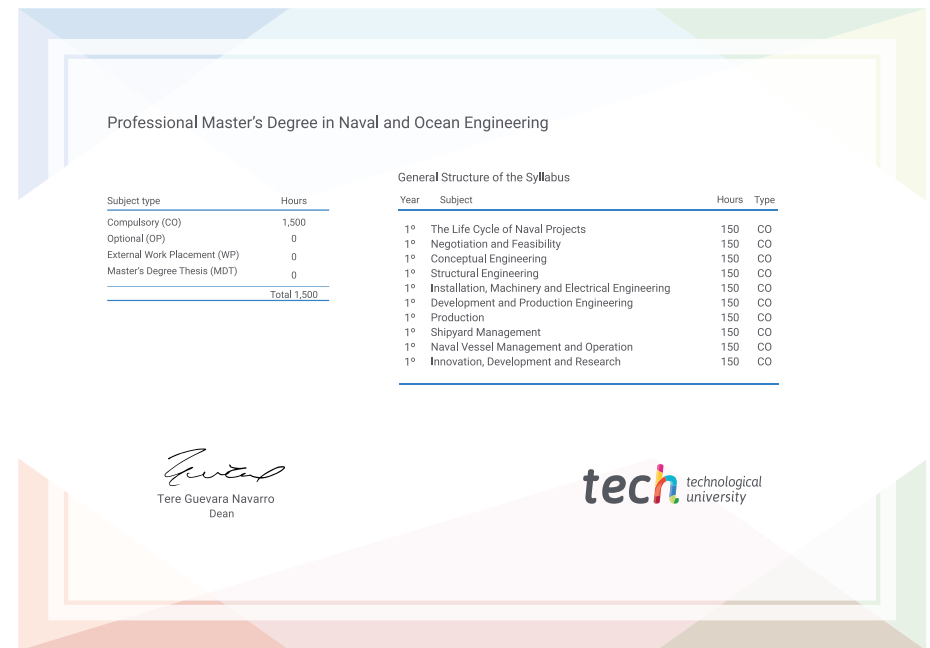 Professional Master's Degree in Naval and Ocean Engineering
Subject type Hours
Compulsory (CO) 1,500
Optional (OP) 0
External Work Placement (WP) 0
Master's Degree Thesis (MDT) 0
Total 1,500
General Structure of the Syllabus
Year Subject Hours Type
1º The Life Cycle of Naval Projects 150 CO
1º Negotiation and Feasibility 150 CO
1º Conceptual Engineering 150 CO
1º Structural Engineering 150 CO
1º Installation, Machinery and Electrical Engineering 150 CO
1º Development and Production Engineering 150 CO
1º Production 150 CO
1º Shipyard Management 150 CO
1º Naval Vessel Management and Operation 150 CO
1º Innovation, Development and Research 150 CO
Tere Guevara Navarro
Dean
tech technological
university